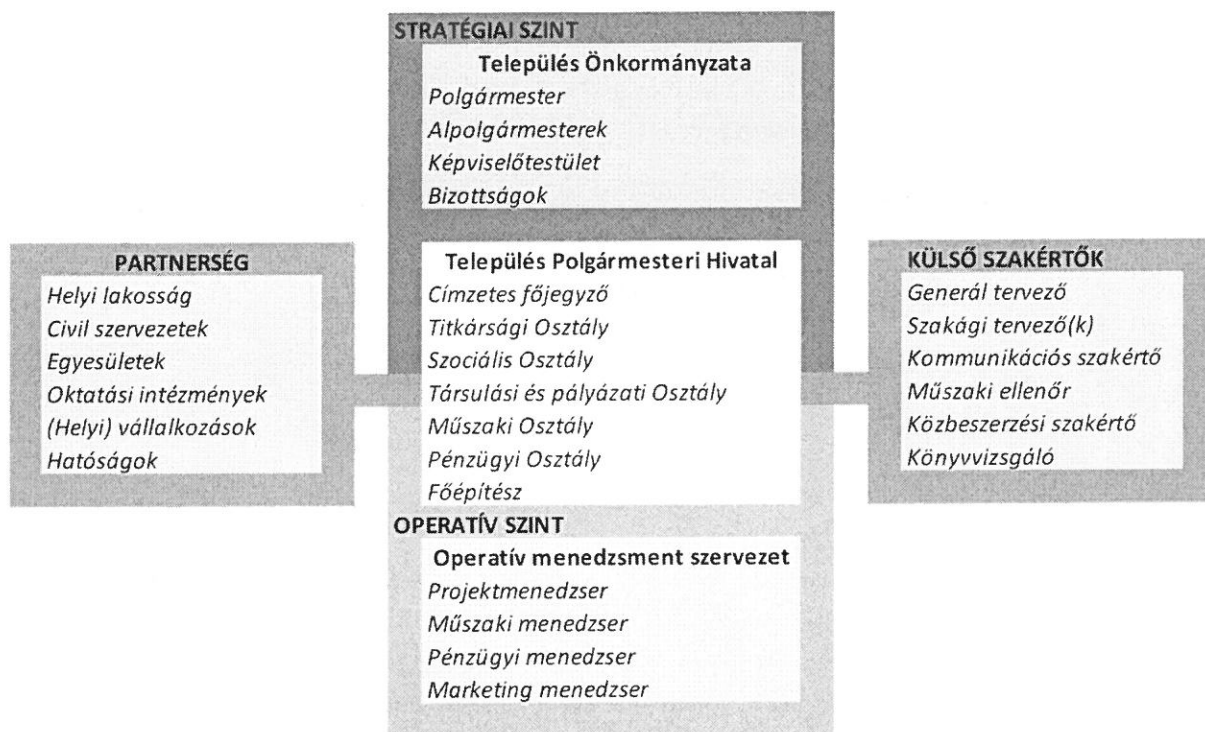 STRATÉGIAI SZINT
Település Önkormányzata
Polgármester
Alpolgármesterek
Képviselőtestület
Bizottságok
PARTNERSÉG
Helyi lakosság
Civil szervezetek
Egyesületek
Oktatási intézmények
(Helyi) vállalkozások
Hatóságok
Település Polgármesteri Hivatal
Címzetes főjegyző
Titkársági Osztály
Szociális Osztály
Társulási és pályázati Osztály
Műszaki Osztály
Pénzügyi Osztály
Főépítész
KÜLSŐ SZAKÉRTŐK
Generál tervező
Szakági tervező(k)
Kommunikációs szakértő
Műszaki ellenőr
Közbeszerzési szakértő
Könyvvizsgáló
OPERATÍV SZINT
Operatív menedzsment szervezet
Projektmenedzser
Műszaki menedzser
Pénzügyi menedzser
Marketing menedzser